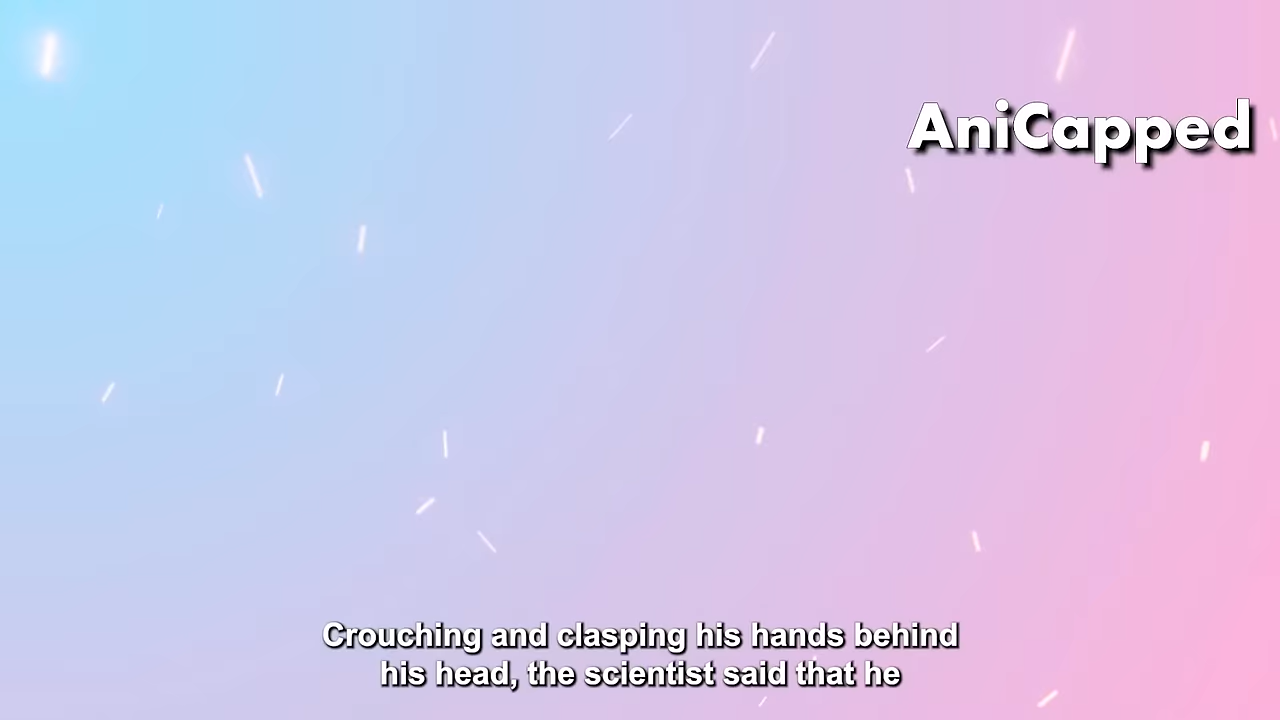 AniCapped
Crouching and clasping his hands behind
his head, the scientist said that he